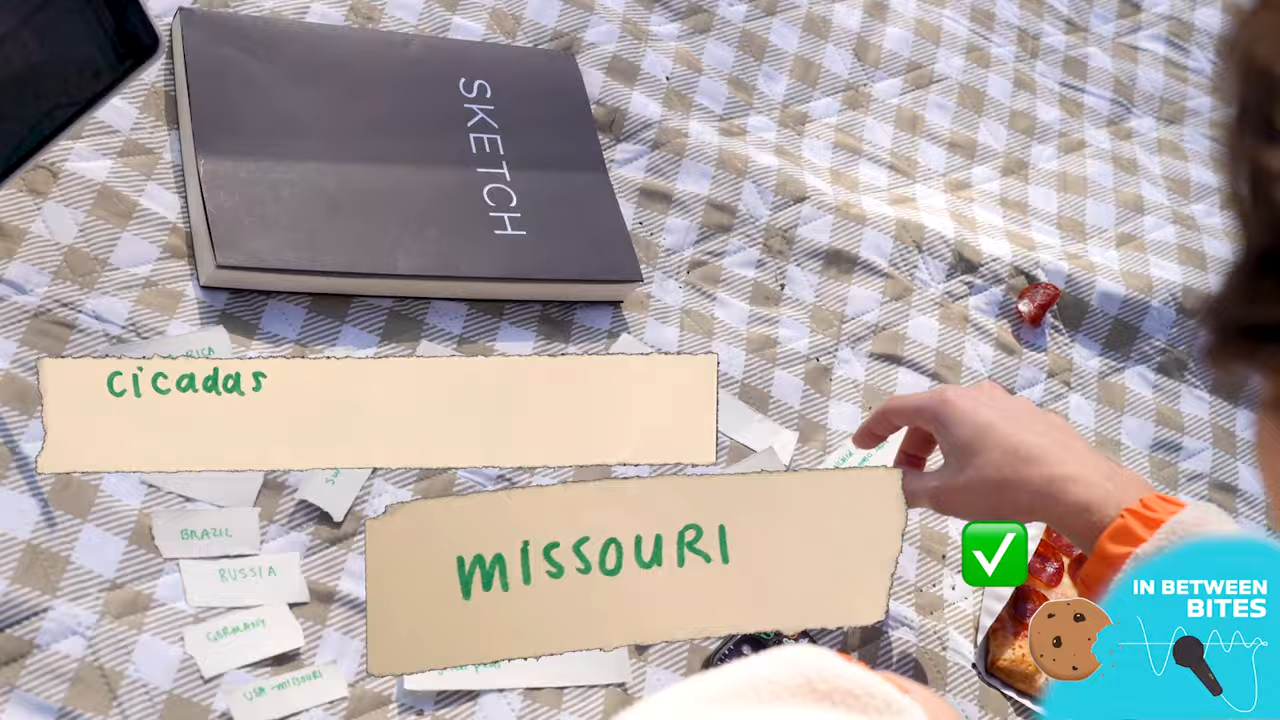 SKETCH
cicadas
MISSOURI
BRAZIL
RUSSIA
GERMANY
USA-MISSOURI
IN BETWEEN
BITES